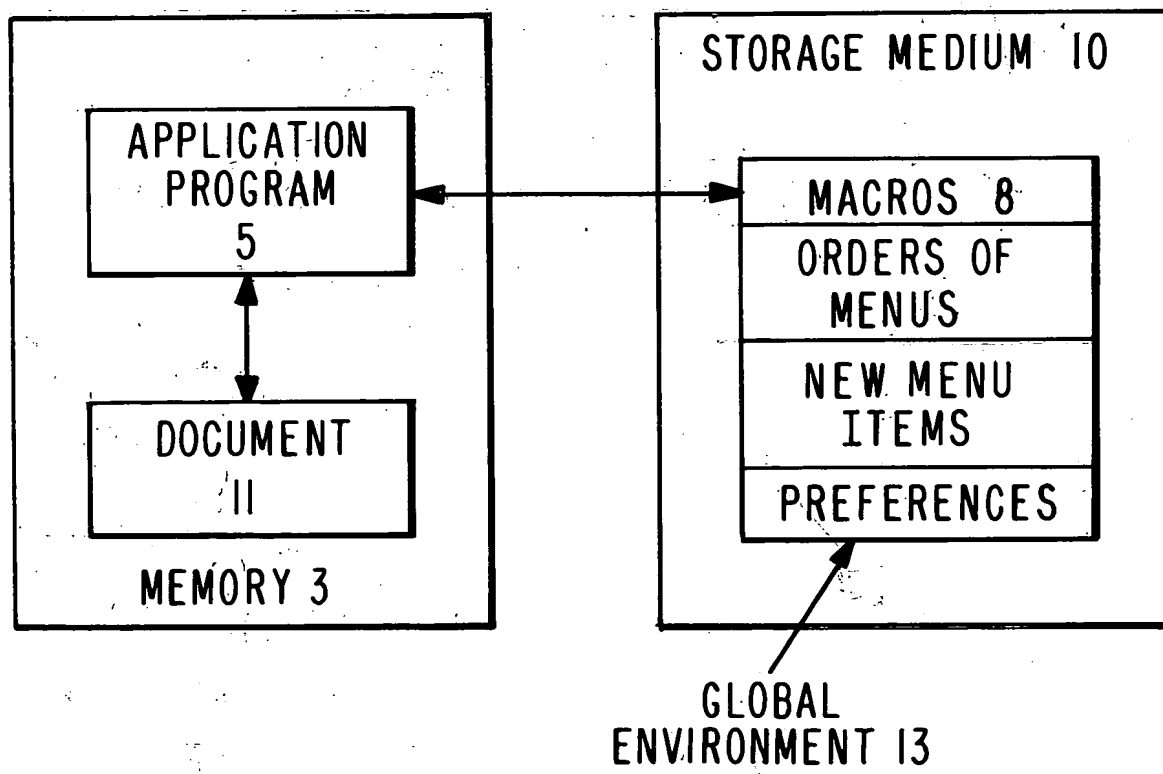 APPLICATION
PROGRAM
5
DOCUMENT
11
MEMORY 3
STORAGE MEDIUM 10
MACROS 8
ORDERS OF
MENUS
NEW MENU
ITEMS
PREFERENCES
GLOBAL
ENVIRONMENT 13